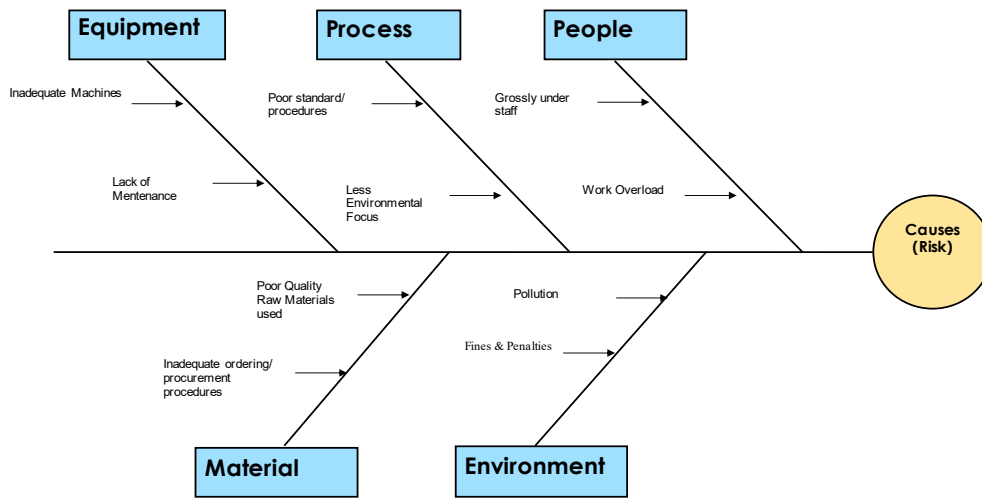 Equipment
Process
People
Inadequate Machines
Poor standard/
procedures
Grossly under
staff
Lack of
Mentenance
Less
Environmental
Focus
Work Overload
Causes
(Risk)
Poor Quality
Raw Materials
used
Pollution
Fines & Penalties
Inadequate ordering/
procurement
procedures
Material
Environment